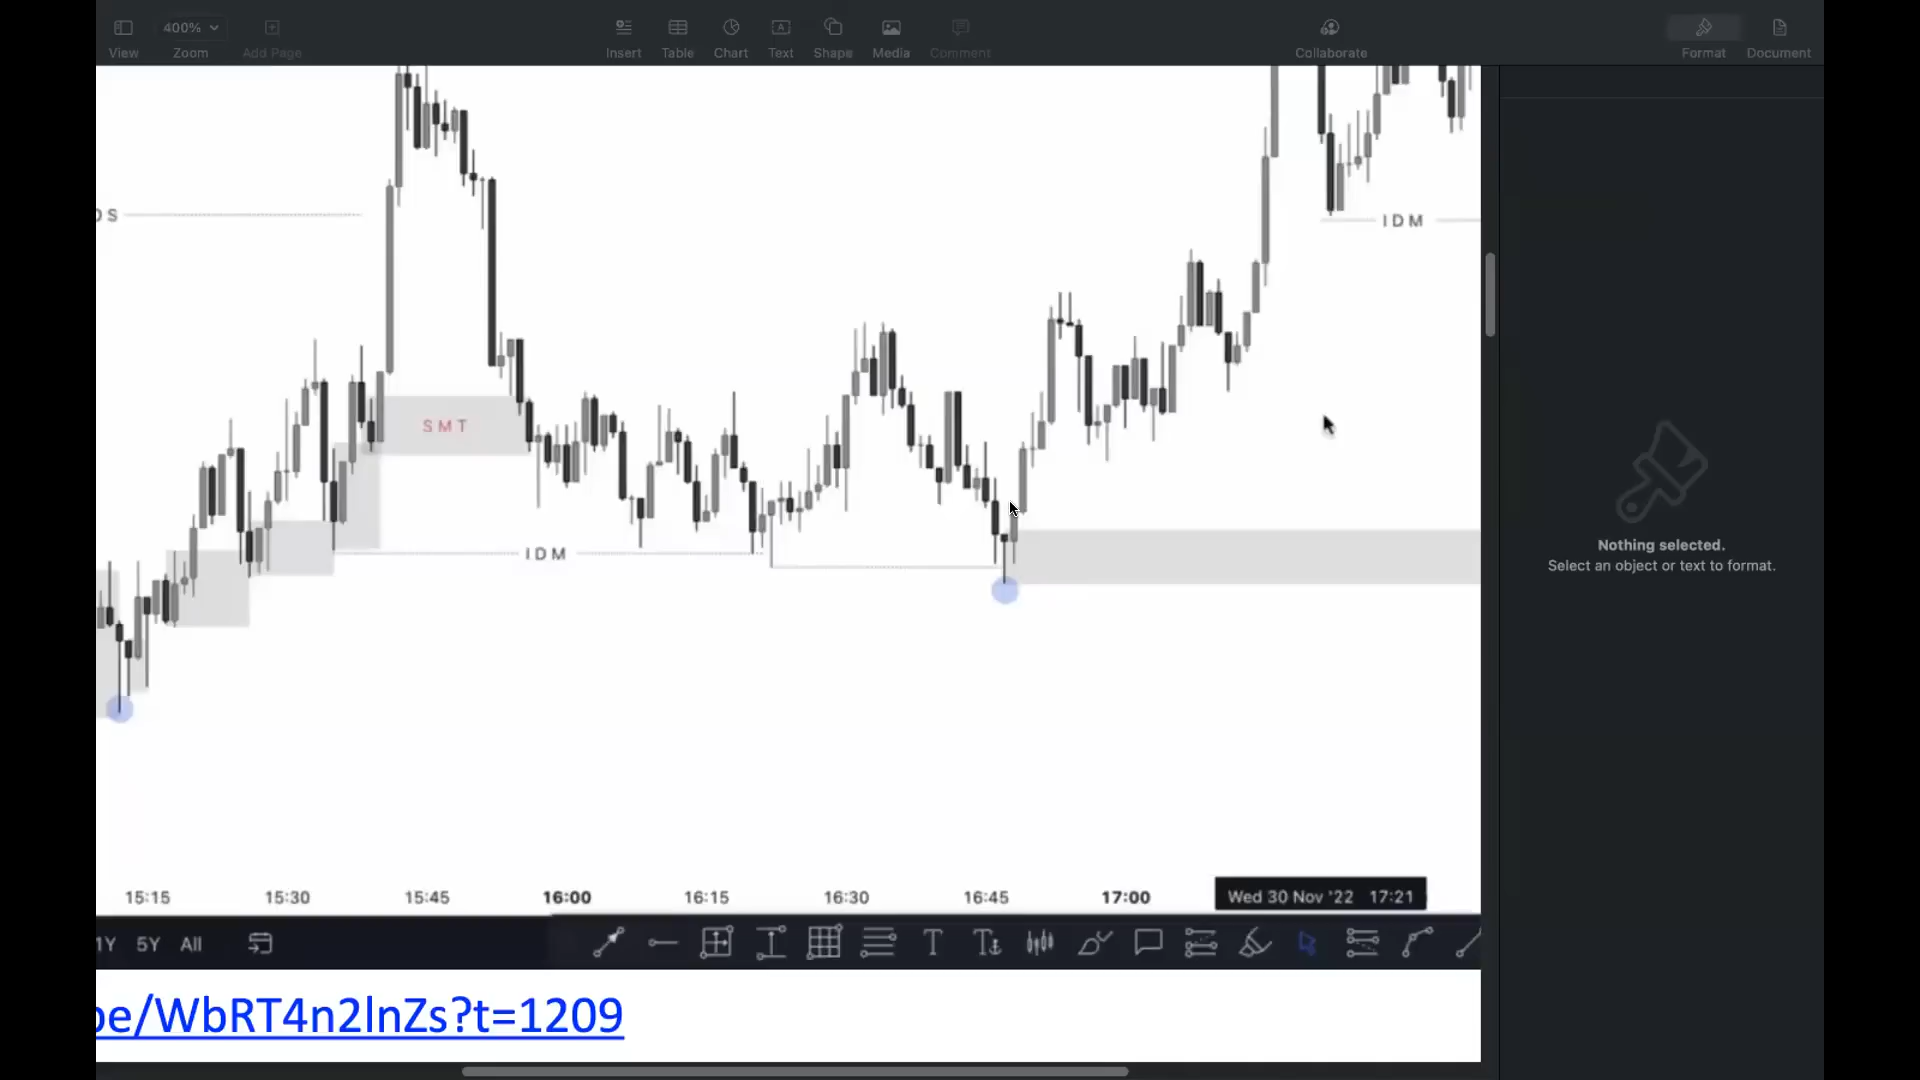 View
400%
Zoom
Add Page
Insert
Table
Chart
Text
Shape
Media
Comment
Collaborate
Format
Document
OS
IDM
SMT
IDM
Nothing selected.
Select an object or text to format.
15:15 15:30 15:45 16:00 16:15 16:30 16:45 17:00 Wed 30 Nov '22 17:21
1Y 5Y All
be/WbRT4n2lnZs?t=1209